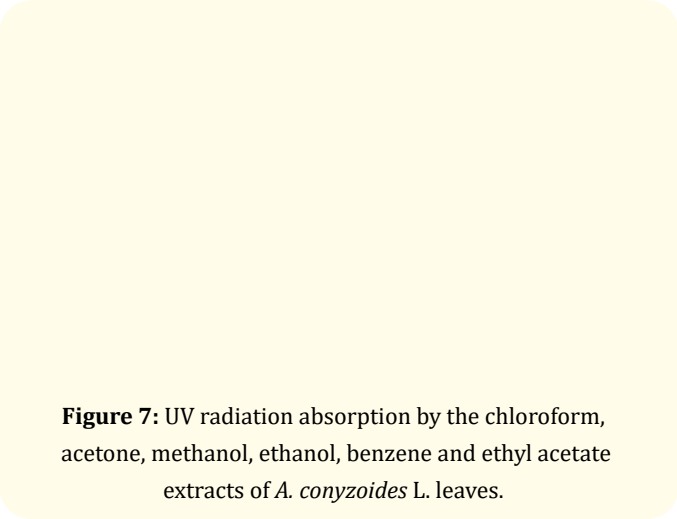 Figure 7: UV radiation absorption by the chloroform,
acetone, methanol, ethanol, benzene and ethyl acetate
extracts of A. conyzoides L. leaves.